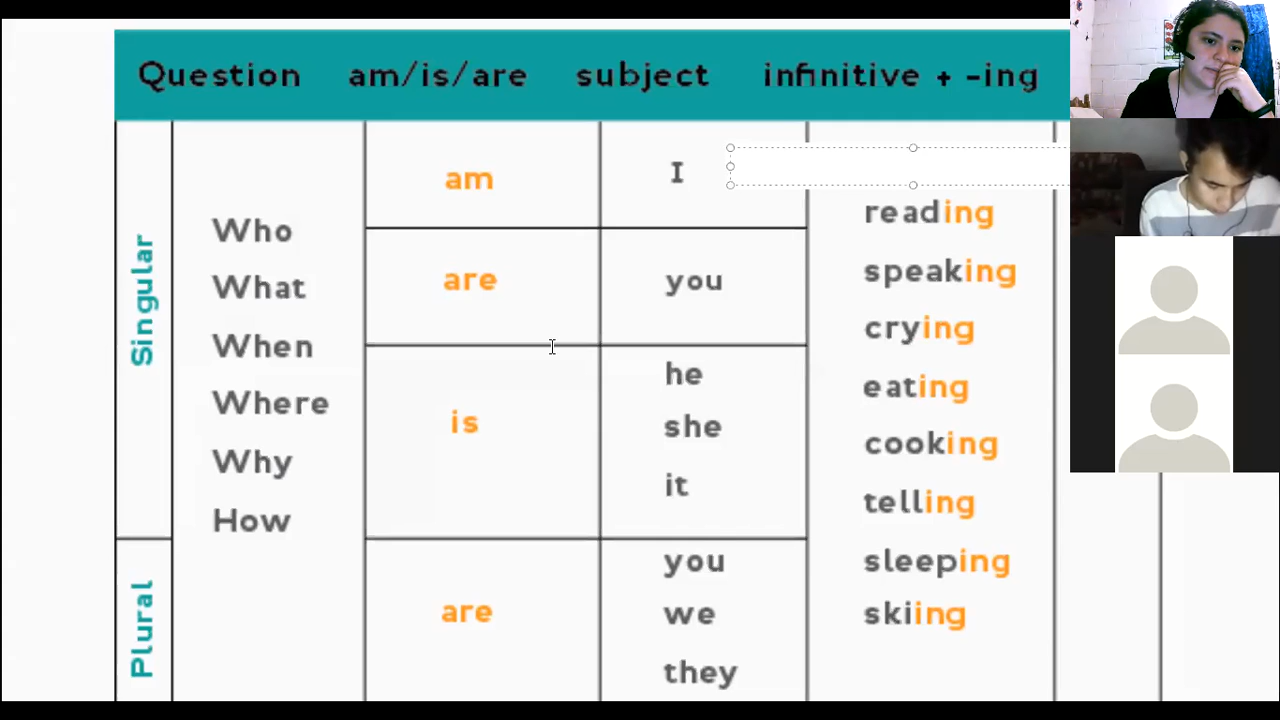 Question am/is/are subject infinitive + -ing
Singular
Who
What
When
Where
Why
How
am
are
is
I
you
he
she
it
reading
speaking
crying
eating
cooking
telling
sleeping
skiing
Plural
are
you
we
they